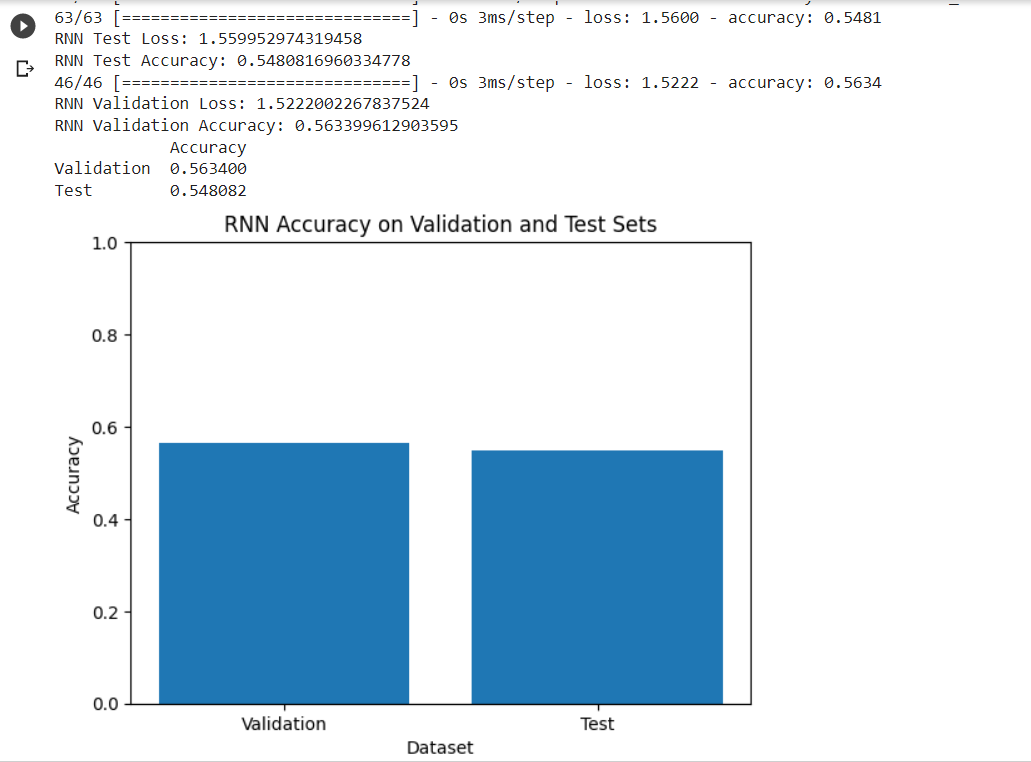 63/63 [==============================] - 0s 3ms/step - loss: 1.5600 - accuracy: 0.5481
RNN Test Loss: 1.559952974319458
RNN Test Accuracy: 0.5480816960334778
46/46 [==============================] - 0s 3ms/step - loss: 1.5222 - accuracy: 0.5634
RNN Validation Loss: 1.5222002267837524
RNN Validation Accuracy: 0.563399612903595
Accuracy
Validation 0.563400
Test 0.548082
RNN Accuracy on Validation and Test Sets
1.0
0.8
0.6
0.4
0.2
0.0
Accuracy
Validation Test
Dataset